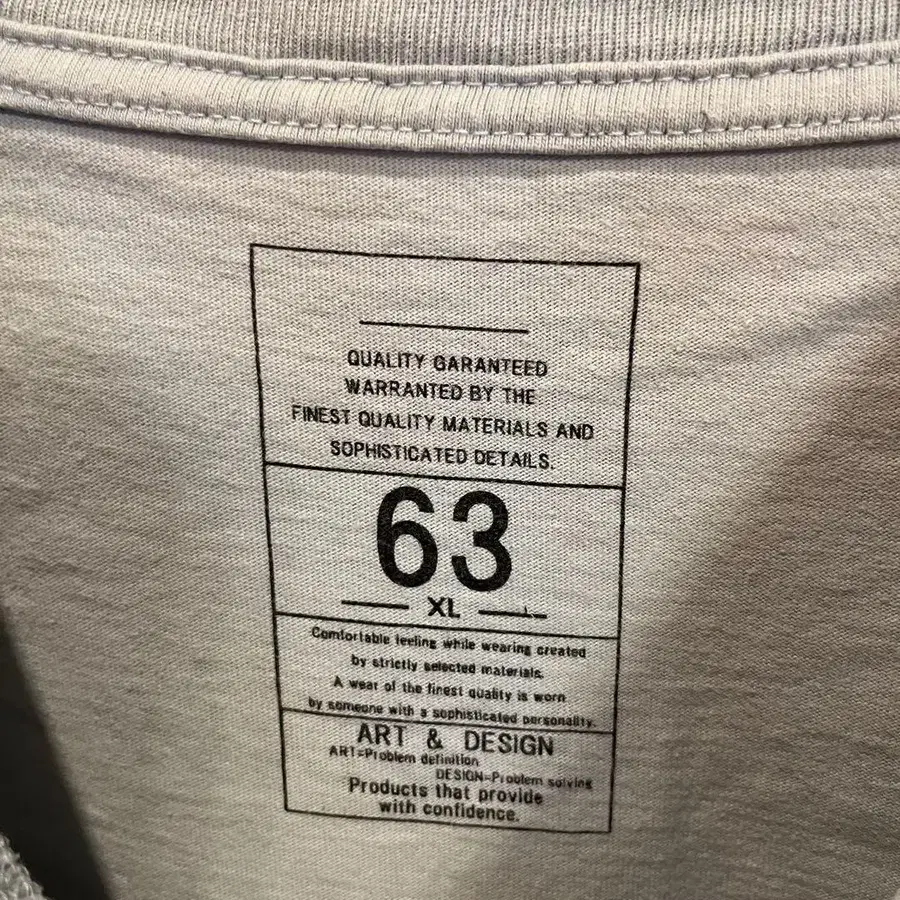 QUALITY GARANTEED
WARRANTED BY THE
FINEST QUALITY MATERIALS AND
SOPHISTICATED DETAILS.
63
XL
Comfortable feeling while wearing created
by strictly selected materials.
A wear of the finest quality is worn
by someone with a sophisticated personality.
ART & DESIGN
ART=Problem definition
DESIGN=Problem solving
Products that provide
with confidence.